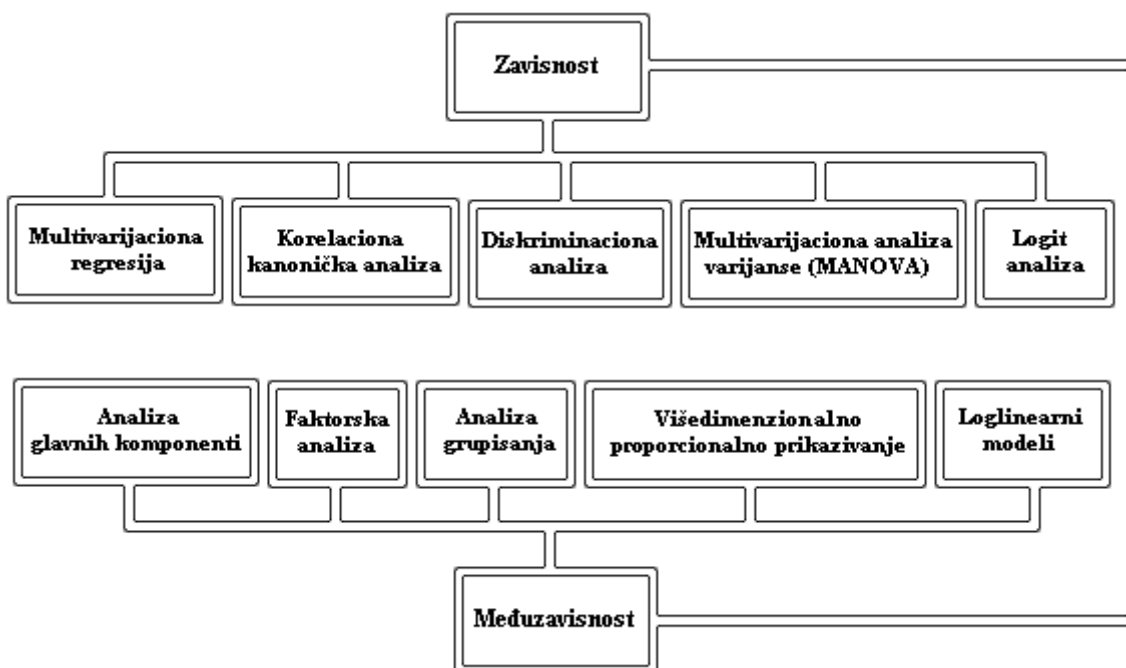 Zavisnost
Multivarijaciona
regresija
Korelaciona
kanonička analiza
Diskriminaciona
analiza
Multivarijaciona analiza
varijanse (MANOVA)
Logit
analiza
Analiza
glavnih komponenti
Faktorska
analiza
Analiza
grupisanja
Višedimenzionalno
proporcionalno prikazivanje
Loglinearni
modeli
Međuzavisnost